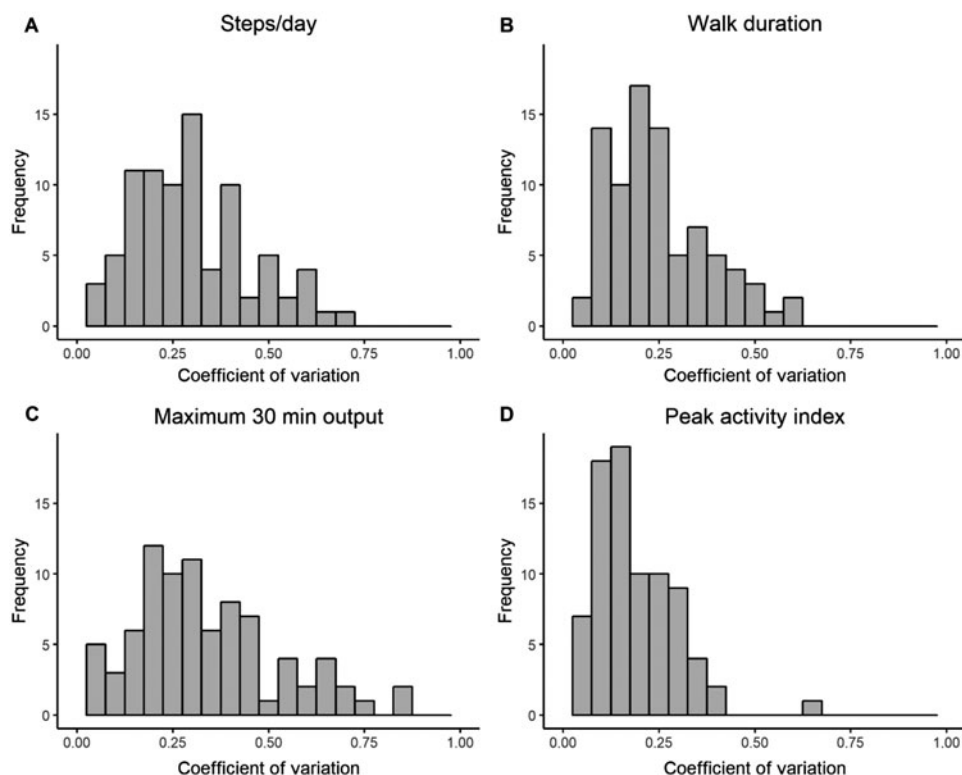 A
Steps/day
Frequency
15
10
5
0
0.00 0.25 0.50 0.75 1.00
Coefficient of variation
B
Walk duration
Frequency
15
10
5
0
0.00 0.25 0.50 0.75 1.00
Coefficient of variation
C
Maximum 30 min output
Frequency
15
10
5
0
0.00 0.25 0.50 0.75 1.00
Coefficient of variation
D
Peak activity index
Frequency
15
10
5
0
0.00 0.25 0.50 0.75 1.00
Coefficient of variation